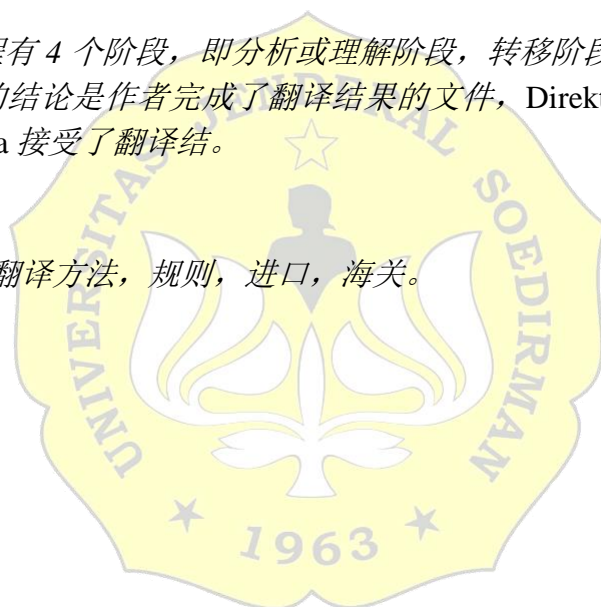 程有 4 个阶段，即分析或理解阶段，转移阶段
的结论是作者完成了翻译结果的文件，Direkt
a 接受了翻译结。
翻译方法，规则，进口，海关。
UNIVERSITAS JENDERAL SOEDIRMAN
1963